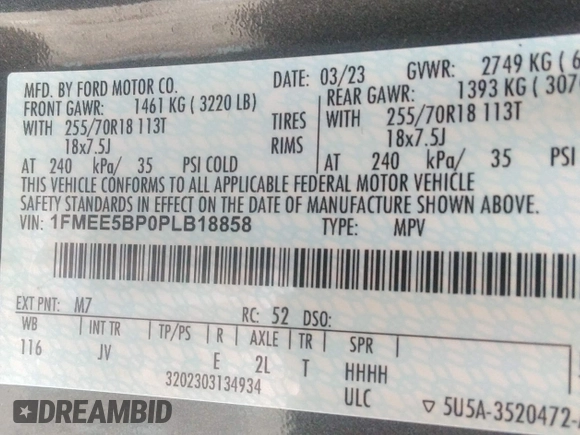 MFD. BY FORD MOTOR CO.
DATE: 03/23 GVWR: 2749 KG (
FRONT GAWR: 1461 KG ( 3220 LB)
REAR GAWR: 1393 KG (
WITH 255/70R18 113T TIRES WITH 255/70R18 113T
18x7.5J RIMS 18x7.5J
AT 240 kPa/ 35 PSI COLD AT 240 kPa/ 35 PSI
THIS VEHICLE CONFORMS TO ALL APPLICABLE FEDERAL MOTOR VEHICLE
SAFETY STANDARDS IN EFFECT ON THE DATE OF MANUFACTURE SHOWN ABOVE.
VIN: 1FMEE5BP0PLB18858 TYPE: MPV
EXT PNT: M7 RC: 52 DSO:
WB INT TR TP/PS R AXLE TR SPR
116 JV E 2L T HHHH
3202303134934 ULC 5U5A-3520472-
DREAMBID